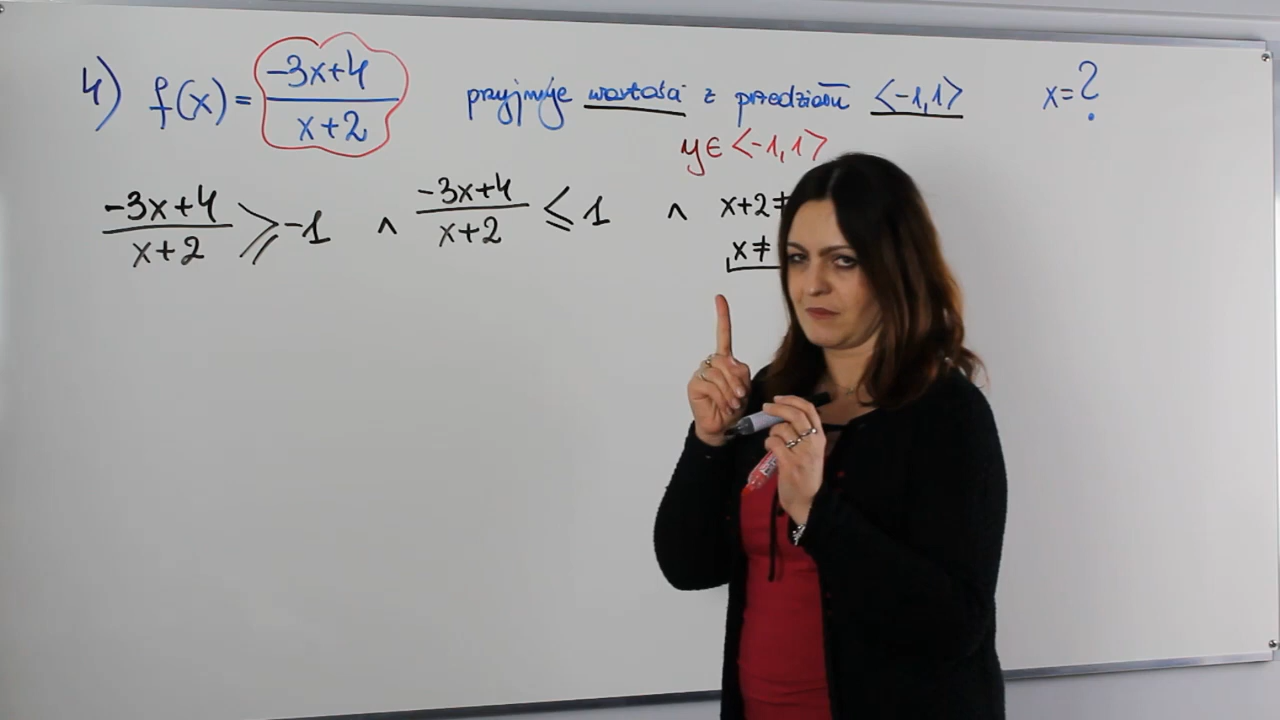 4) f(x) = (-3x+4)/(x+2) przyjmuje wartości z przedziału <-1,1> x=?
y∈<-1,1>
(-3x+4)/(x+2) ⩾ -1 ∧ (-3x+4)/(x+2) ≤ 1 ∧ x+2≠
x≠